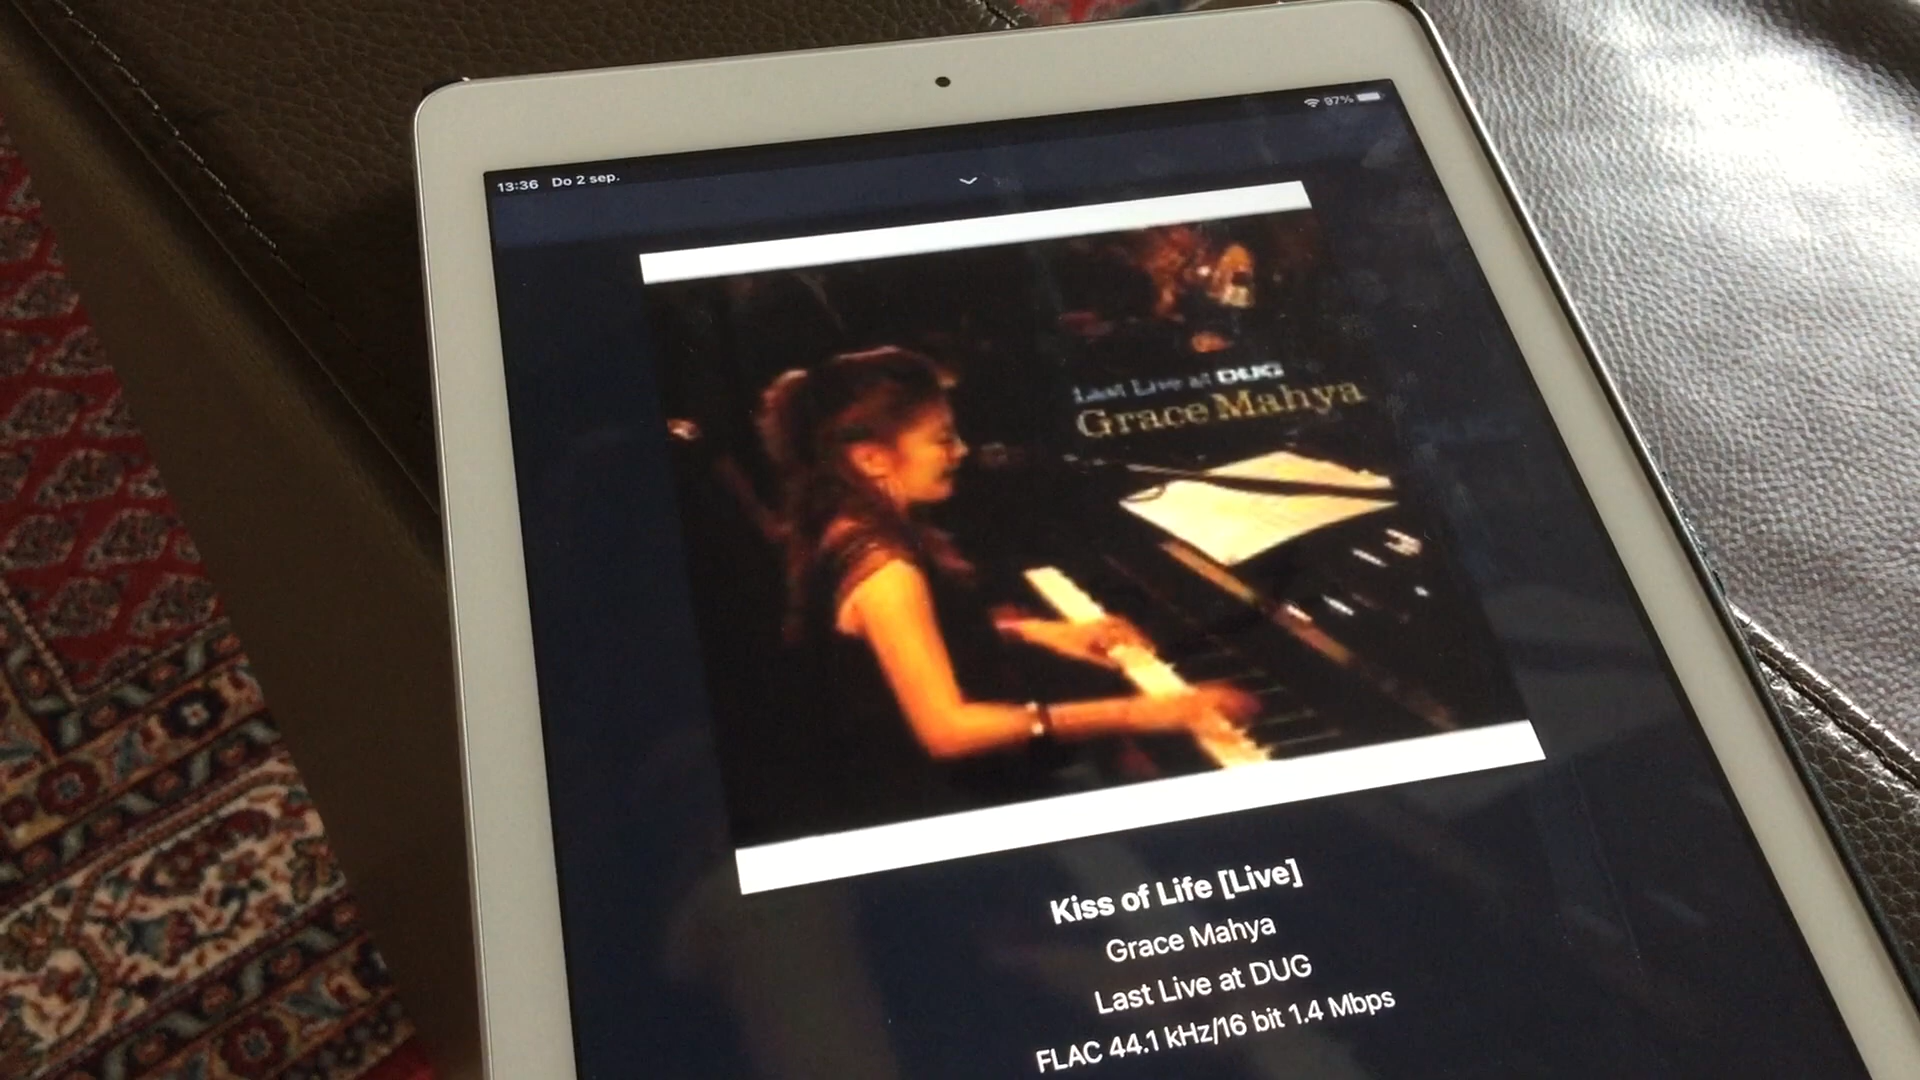 13:36 Do 2 sep.
97%
Last Live at DUG
Grace Mahya
Kiss of Life [Live]
Grace Mahya
Last Live at DUG
FLAC 44.1 kHz/16 bit 1.4 Mbps